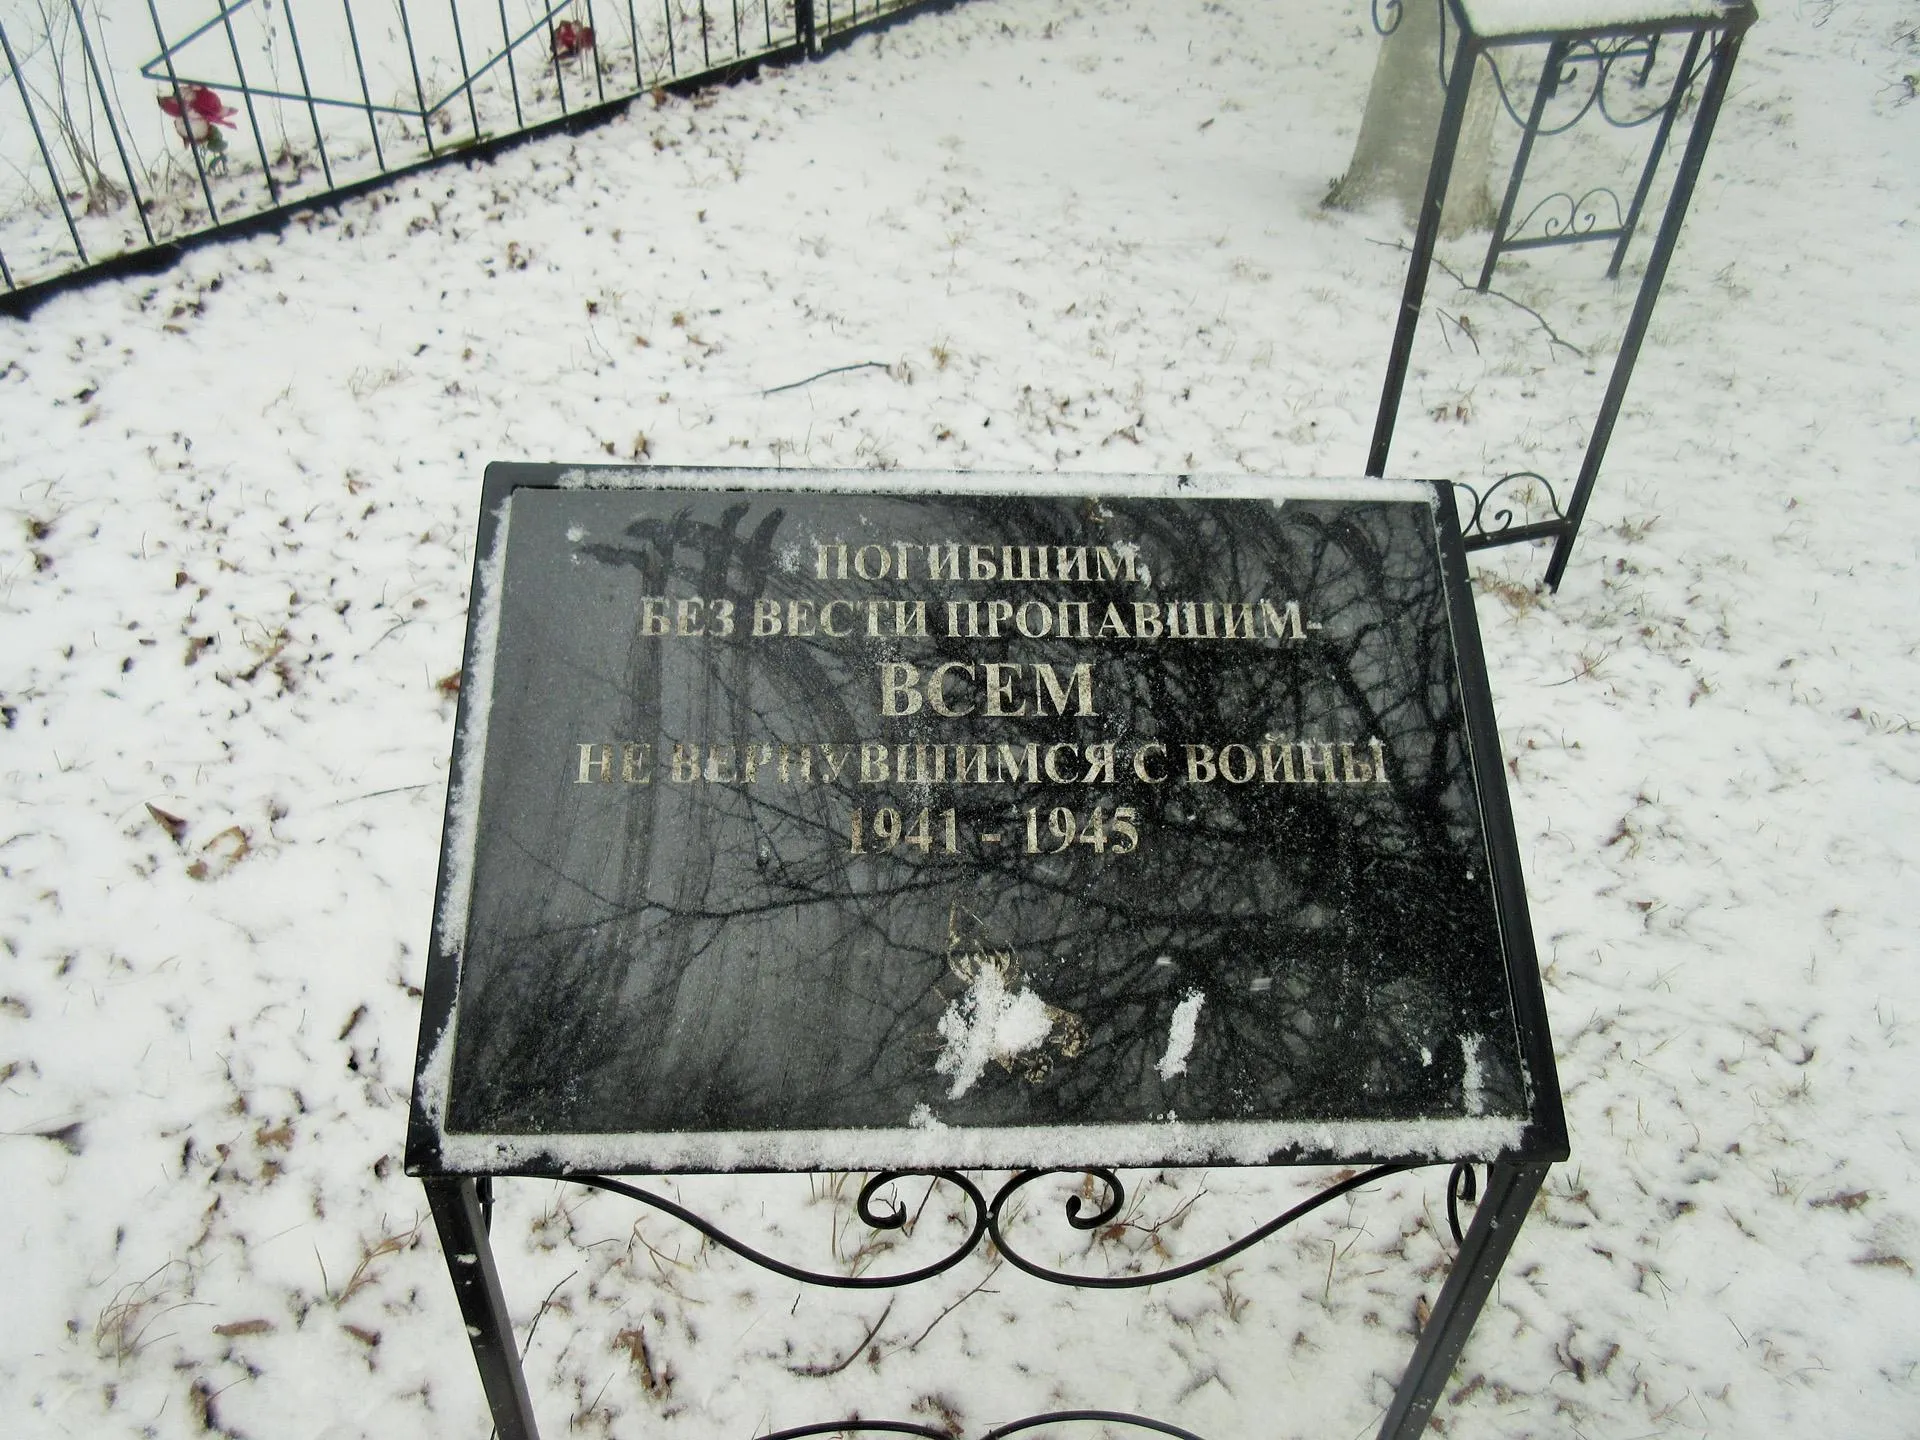 ПОГИБШИМ,
БЕЗ ВЕСТИ ПРОПАВШИМ-
ВСЕМ
НЕ ВЕРНУВШИМСЯ С ВОЙНЫ
1941 - 1945